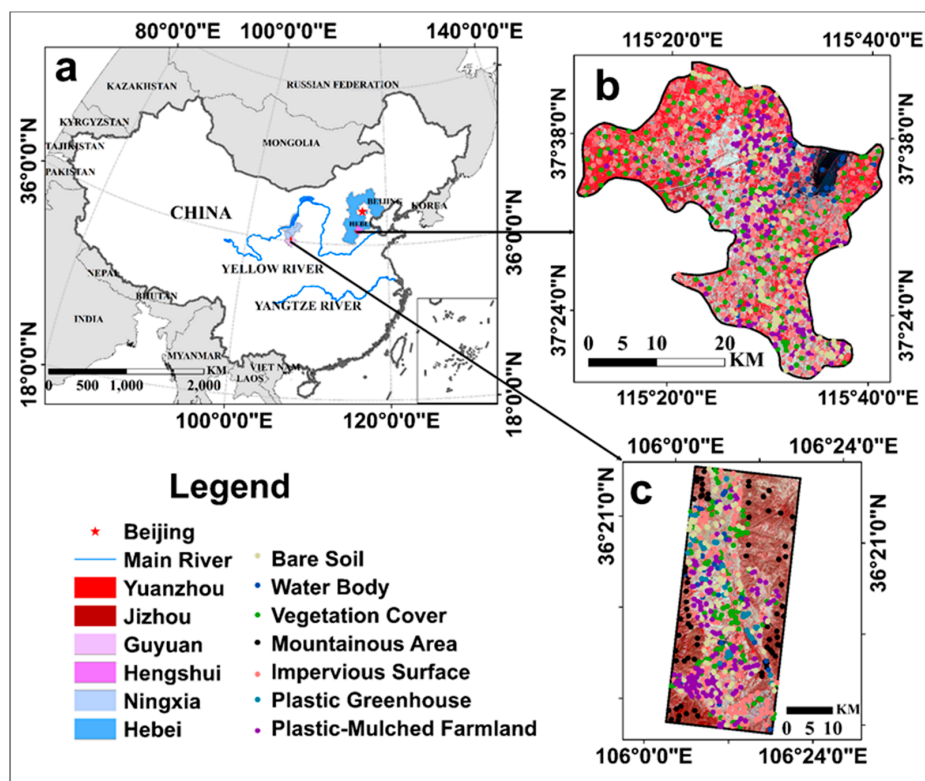 80°0'0"E 100°0'0"E 140°0'0"E
a
KAZAKHSTAN
RUSSIAN FEDERATION
KYRGYZSTAN
TAJIKISTAN
PAKISTAN
MONGOLIA
CHINA
BEIJING
HEBEI
KOREA
YELLOW RIVER
YANGTZE RIVER
NEPAL
BHUTAN
INDIA
MYANMAR
VIET NAM
LAOS
36°0'0"N
18°0'0"N
36°0'0"N
18°0'0"N
KM
0 500 1,000 2,000
100°0'0"E 120°0'0"E
115°20'0"E 115°40'0"E
b
37°38'0"N
37°24'0"N
37°38'0"N
37°24'0"N
0 5 10 20
KM
115°20'0"E 115°40'0"E
106°0'0"E 106°24'0"E
c
36°21'0"N
36°21'0"N
KM
0 5 10
106°0'0"E 106°24'0"E
Legend
Beijing
Main River
Yuanzhou
Jizhou
Guyuan
Hengshui
Ningxia
Hebei
Bare Soil
Water Body
Vegetation Cover
Mountainous Area
Impervious Surface
Plastic Greenhouse
Plastic-Mulched Farmland